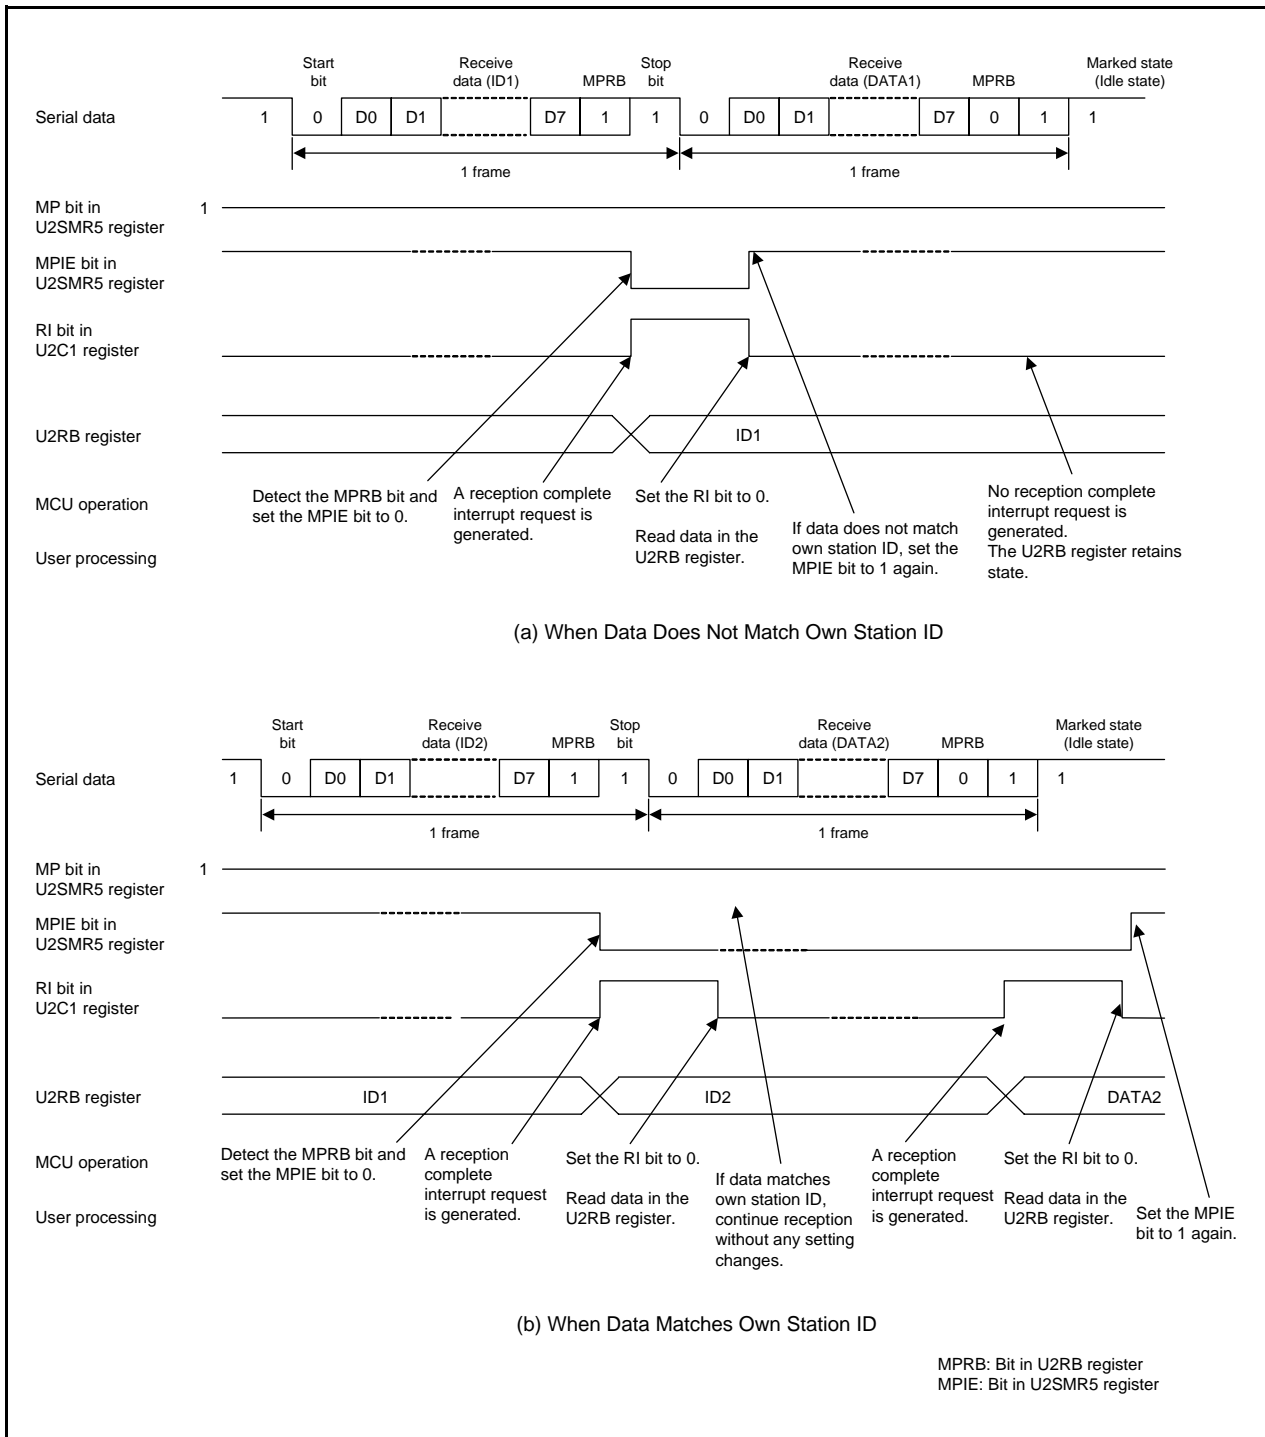 Start bit
Receive data (ID1)
MPRB
Stop bit
Receive data (DATA1)
MPRB
Marked state (Idle state)
Serial data
1 0 D0 D1 D7 1 1 0 D0 D1 D7 0 1 1
1 frame
1 frame
MP bit in
U2SMR5 register
1
MPIE bit in
U2SMR5 register
RI bit in
U2C1 register
U2RB register
ID1
MCU operation
User processing
Detect the MPRB bit and
set the MPIE bit to 0.
A reception complete
interrupt request is
generated.
Set the RI bit to 0.
Read data in the
U2RB register.
If data does not match
own station ID, set the
MPIE bit to 1 again.
No reception complete
interrupt request is
generated.
The U2RB register retains
state.
(a) When Data Does Not Match Own Station ID
Start bit
Receive data (ID2)
MPRB
Stop bit
Receive data (DATA2)
MPRB
Marked state (Idle state)
Serial data
1 0 D0 D1 D7 1 1 0 D0 D1 D7 0 1 1
1 frame
1 frame
MP bit in
U2SMR5 register
1
MPIE bit in
U2SMR5 register
RI bit in
U2C1 register
U2RB register
ID1
ID2
DATA2
MCU operation
User processing
Detect the MPRB bit and
set the MPIE bit to 0.
A reception
complete
interrupt request
is generated.
Set the RI bit to 0.
Read data in the
U2RB register.
If data matches
own station ID,
continue reception
without any setting
changes.
A reception
complete
interrupt request
is generated.
Set the RI bit to 0.
Read data in the
U2RB register.
Set the MPIE
bit to 1 again.
(b) When Data Matches Own Station ID
MPRB: Bit in U2RB register
MPIE: Bit in U2SMR5 register